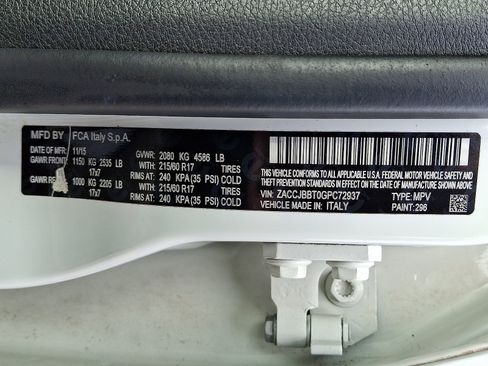 MFD BY FCA Italy S.p.A.
DATE OF MFR: 11/15 GVWR: 2080 KG 4586 LB
GAWR FRONT: 1150 KG 2535 LB WITH: 215/60 R17 TIRES
17x7 RIMS AT: 240 KPA(35 PSI) COLD
GAWR 1000 KG 2205 LB WITH: 215/60 R17 TIRES
17x7 RIMS AT: 240 KPA(35 PSI) COLD
THIS VEHICLE CONFORMS TO ALL APPLICABLE U.S.A. FEDERAL MOTOR VEHICLE
SAFETY, BUMPER, AND THEFT PREVENTION STANDARDS IN EFFECT ON THE DATE OF MANUFACTURE SHOWN ABOVE.
VIN: ZACCJBBT0GPC72937 TYPE: MPV
VEHICLE MADE IN: ITALY PAINT: 296